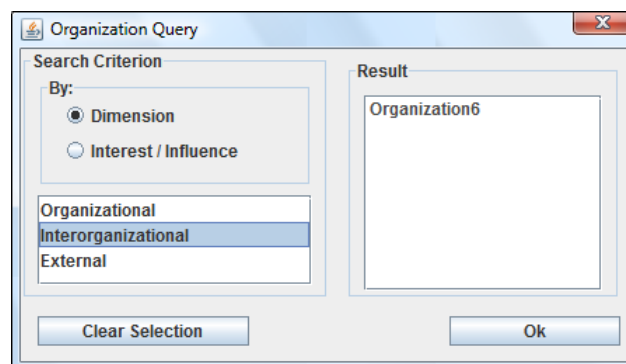 Organization Query
Search Criterion
By:
Dimension
Interest / Influence
Organizational
Interorganizational
External
Result
Organization6
Clear Selection
Ok